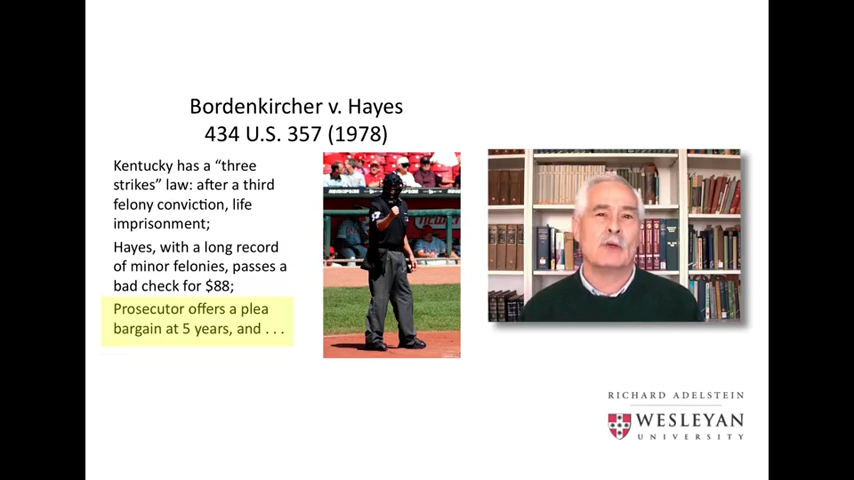 Bordenkircher v. Hayes
434 U.S. 357 (1978)
Kentucky has a “three
strikes” law: after a third
felony conviction, life
imprisonment;
Hayes, with a long record
of minor felonies, passes a
bad check for $88;
Prosecutor offers a plea
bargain at 5 years, and . . .
RICHARD ADELSTEIN
WESLEYAN
UNIVERSITY